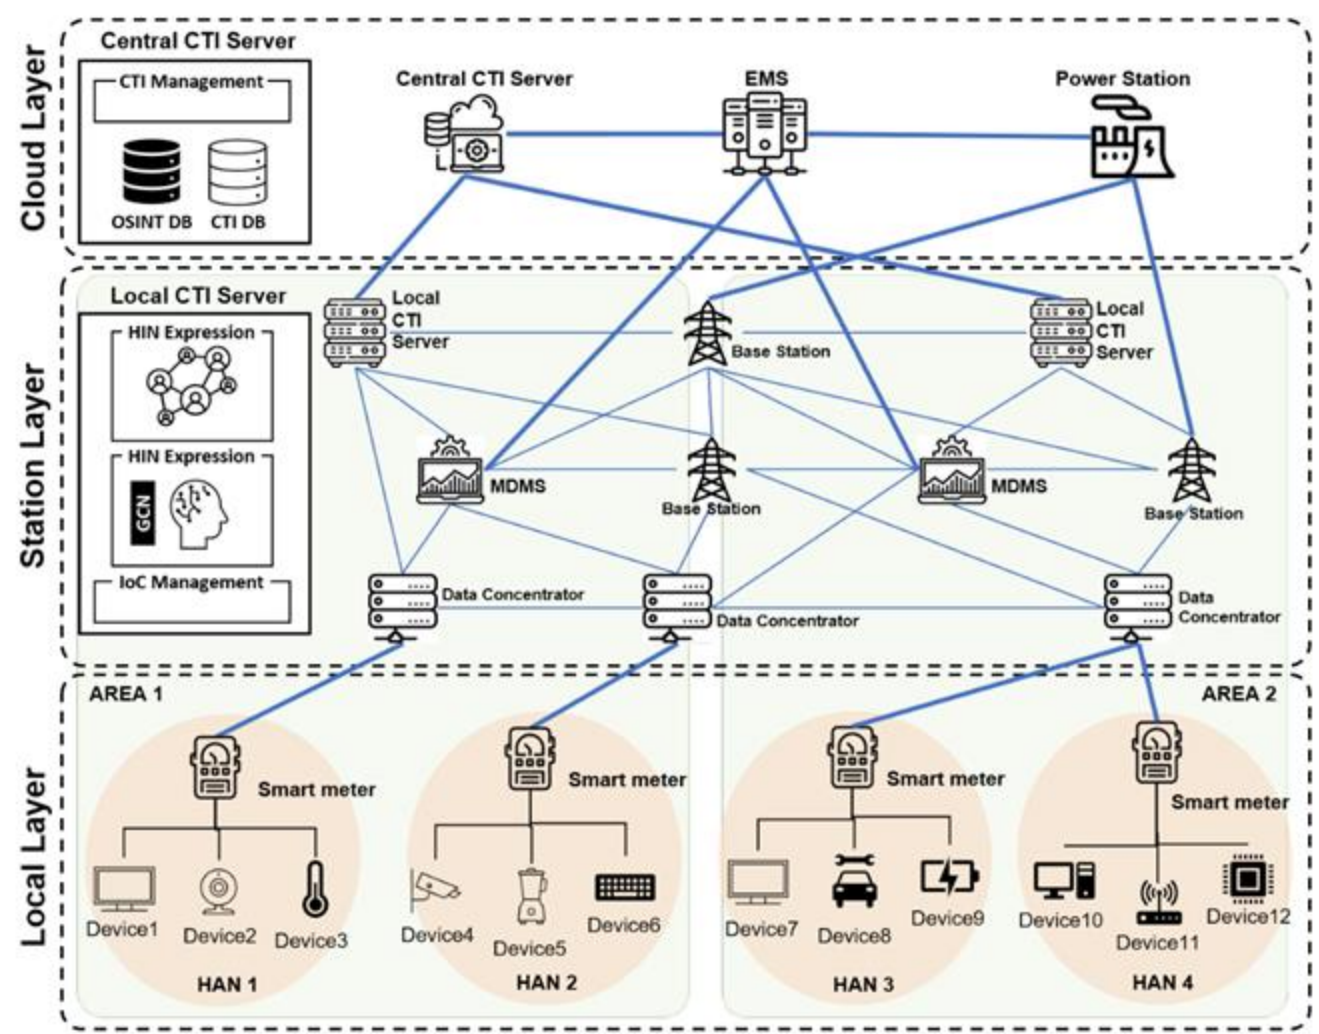 Cloud Layer
Central CTI Server
CTI Management
OSINT DB
CTI DB
Central CTI Server
EMS
Power Station
Station Layer
Local CTI Server
HIN Expression
HIN Expression
GCN
IoC Management
Local
CTI
Server
Base Station
Local
CTI
Server
MDMS
Base Station
MDMS
Base Station
Data Concentrator
Data Concentrator
Data
Concentrator
Local Layer
AREA 1
AREA 2
Smart meter
Smart meter
Smart meter
Smart meter
Device1
Device2
Device3
Device4
Device5
Device6
Device7
Device8
Device9
Device10
Device11
Device12
HAN 1
HAN 2
HAN 3
HAN 4